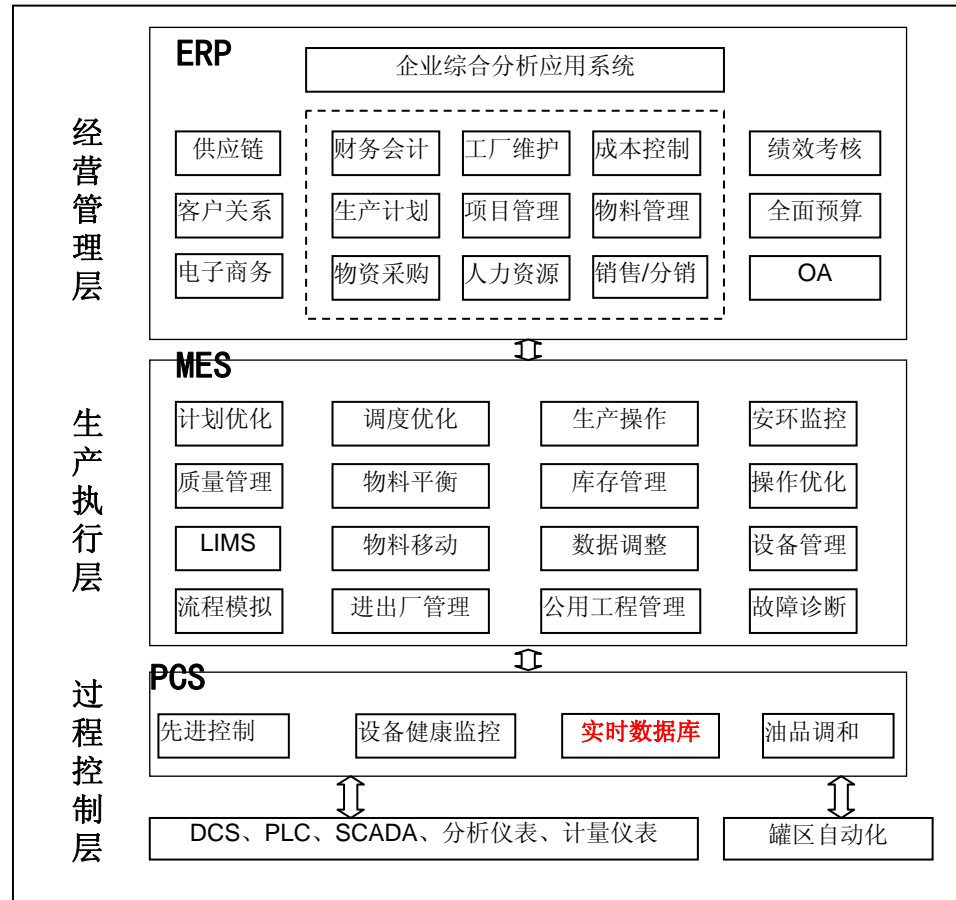 ERP
企业综合分析应用系统
经营管理层
供应链
财务会计
工厂维护
成本控制
绩效考核
客户关系
生产计划
项目管理
物料管理
全面预算
电子商务
物资采购
人力资源
销售/分销
OA
MES
生产执行层
计划优化
调度优化
生产操作
安环监控
质量管理
物料平衡
库存管理
操作优化
LIMS
物料移动
数据调整
设备管理
流程模拟
进出厂管理
公用工程管理
故障诊断
PCS
过程控制层
先进控制
设备健康监控
实时数据库
油品调和
DCS、PLC、SCADA、分析仪表、计量仪表
罐区自动化